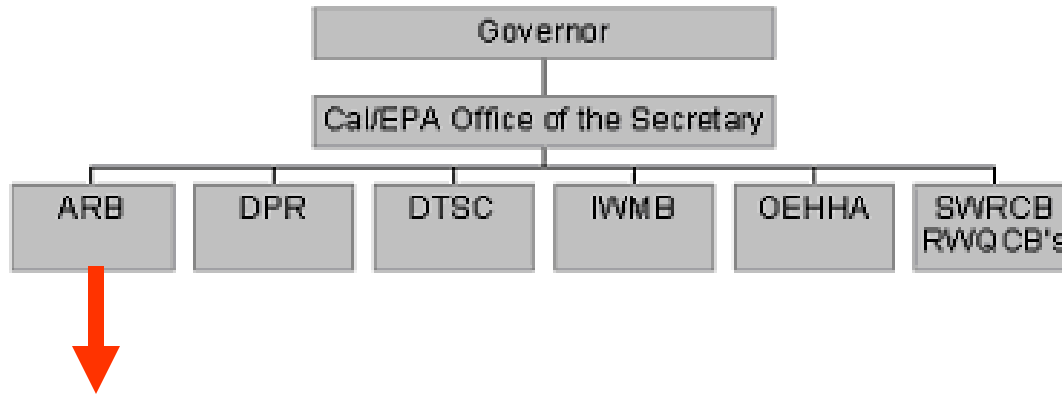 Governor
Cal/EPA Office of the Secretary
ARB
DPR
DTSC
IWMB
OEHHA
SWRCB
RWQCB's